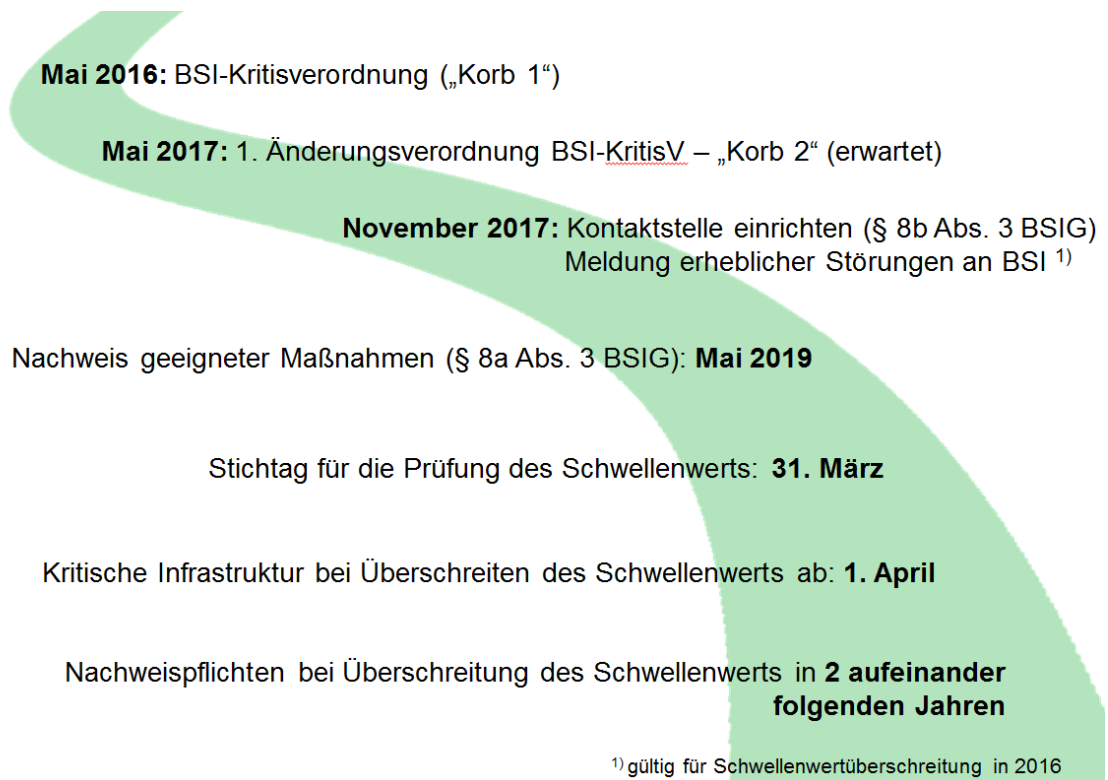 Mai 2016: BSI-Kritisverordnung („Korb 1“)
Mai 2017: 1. Änderungsverordnung BSI-KritisV – „Korb 2“ (erwartet)
November 2017: Kontaktstelle einrichten (§ 8b Abs. 3 BSIG)
Meldung erheblicher Störungen an BSI ¹⁾
Nachweis geeigneter Maßnahmen (§ 8a Abs. 3 BSIG): Mai 2019
Stichtag für die Prüfung des Schwellenwerts: 31. März
Kritische Infrastruktur bei Überschreiten des Schwellenwerts ab: 1. April
Nachweispflichten bei Überschreitung des Schwellenwerts in 2 aufeinander
folgenden Jahren
¹⁾ gültig für Schwellenwertüberschreitung in 2016